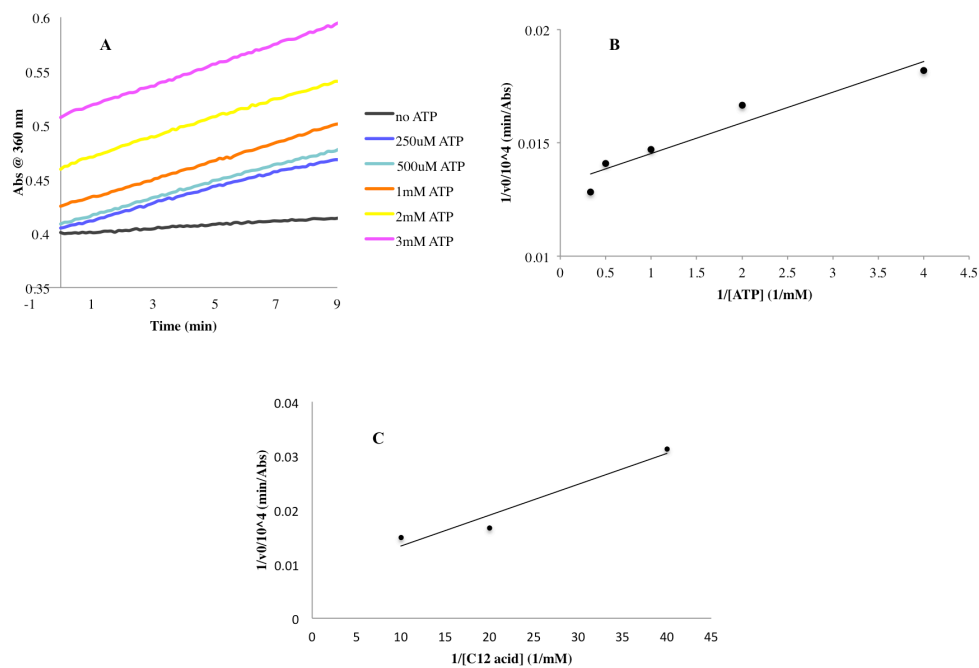 0.6
A
0.55
0.5
0.45
0.4
0.35
-1 1 3 5 7 9
Abs @ 360 nm
Time (min)
no ATP
250uM ATP
500uM ATP
1mM ATP
2mM ATP
3mM ATP
0.02
B
0.015
0.01
0 0.5 1 1.5 2 2.5 3 3.5 4 4.5
1/v0/10^4 (min/Abs)
1/[ATP] (1/mM)
0.04
C
0.03
0.02
0.01
0
0 5 10 15 20 25 30 35 40 45
1/v0/10^4 (min/Abs)
1/[C12 acid] (1/mM)